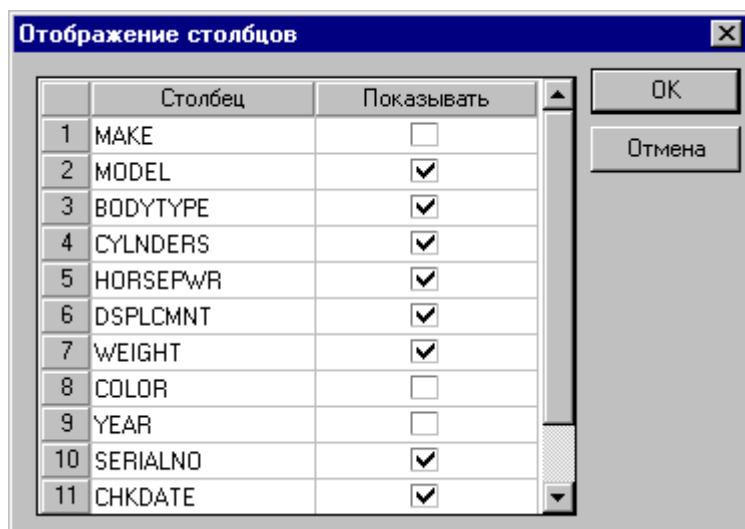 Отображение столбцов
Столбец Показывать
1 MAKE
2 MODEL
3 BODYTYPE
4 CYLNDERS
5 HORSEPWR
6 DSPLCMNT
7 WEIGHT
8 COLOR
9 YEAR
10 SERIALNO
11 CHKDATE
OK
Отмена